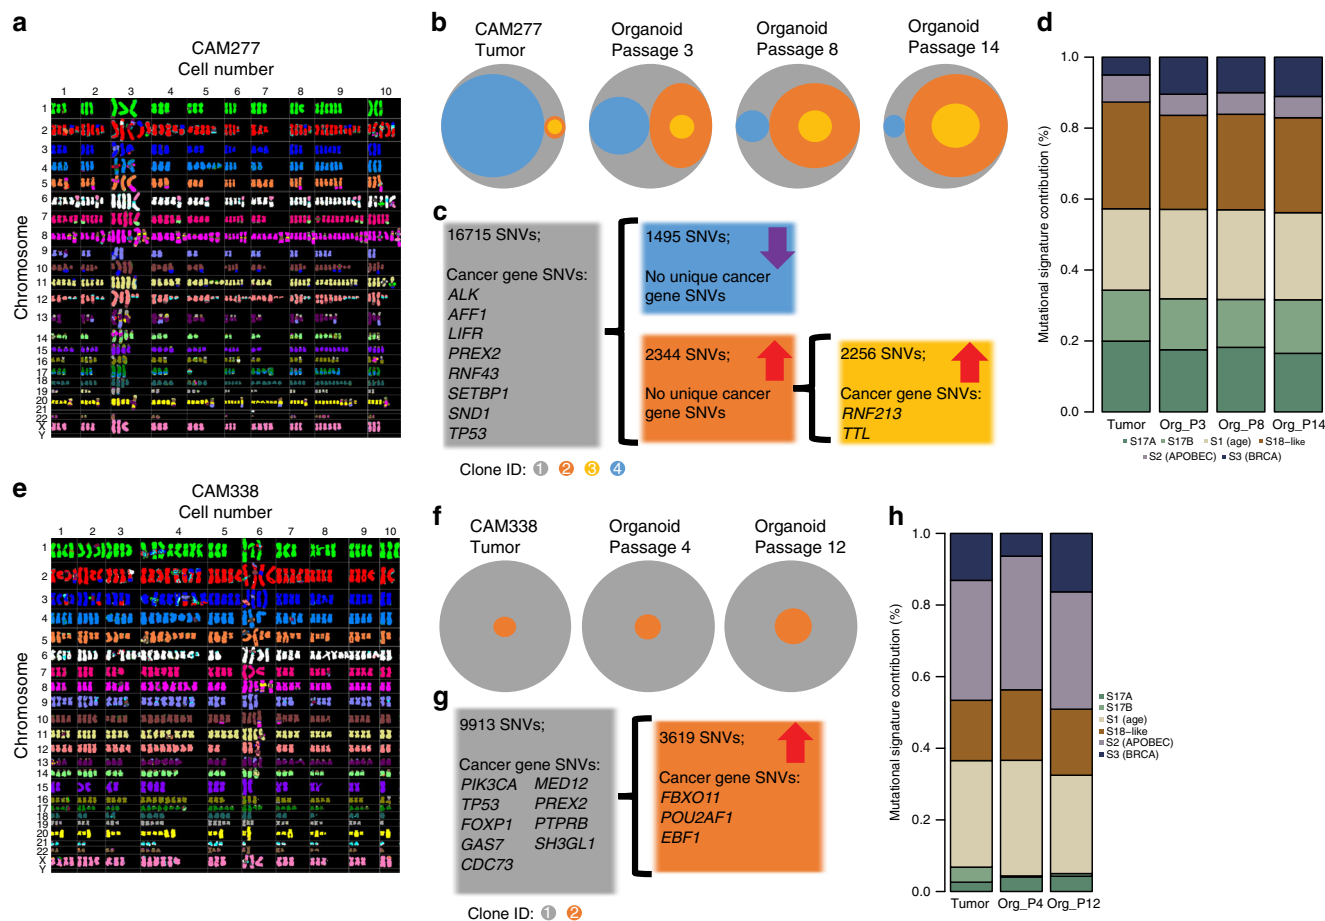 a
CAM277
Cell number
1 2 3 4 5 6 7 8 9 10
Chromosome
1
2
3
4
5
6
7
8
9
10
11
12
13
14
15
16
17
18
19
20
21
22
X
Y
b
CAM277
Tumor
Organoid
Passage 3
Organoid
Passage 8
Organoid
Passage 14
c
16715 SNVs;
Cancer gene SNVs:
ALK
AFF1
LIFR
PREX2
RNF43
SETBP1
SND1
TP53
1495 SNVs;
No unique cancer
gene SNVs
2344 SNVs;
No unique cancer
gene SNVs
2256 SNVs;
Cancer gene SNVs:
RNF213
TTL
Clone ID: 1 2 3 4
d
Mutational signature contribution (%)
1.0
0.8
0.6
0.4
0.2
0.0
Tumor Org_P3 Org_P8 Org_P14
S17A S17B S1 (age) S18–like
S2 (APOBEC) S3 (BRCA)
e
CAM338
Cell number
1 2 3 4 5 6 7 8 9 10
Chromosome
1
2
3
4
5
6
7
8
9
10
11
12
13
14
15
16
17
18
19
20
21
22
X
Y
f
CAM338
Tumor
Organoid
Passage 4
Organoid
Passage 12
g
9913 SNVs;
Cancer gene SNVs:
PIK3CA MED12
TP53 PREX2
FOXP1 PTPRB
GAS7 SH3GL1
CDC73
3619 SNVs;
Cancer gene SNVs:
FBXO11
POU2AF1
EBF1
Clone ID: 1 2
h
Mutational signature contribution (%)
1.0
0.8
0.6
0.4
0.2
0.0
Tumor Org_P4 Org_P12
S17A
S17B
S1 (age)
S18–like
S2 (APOBEC)
S3 (BRCA)